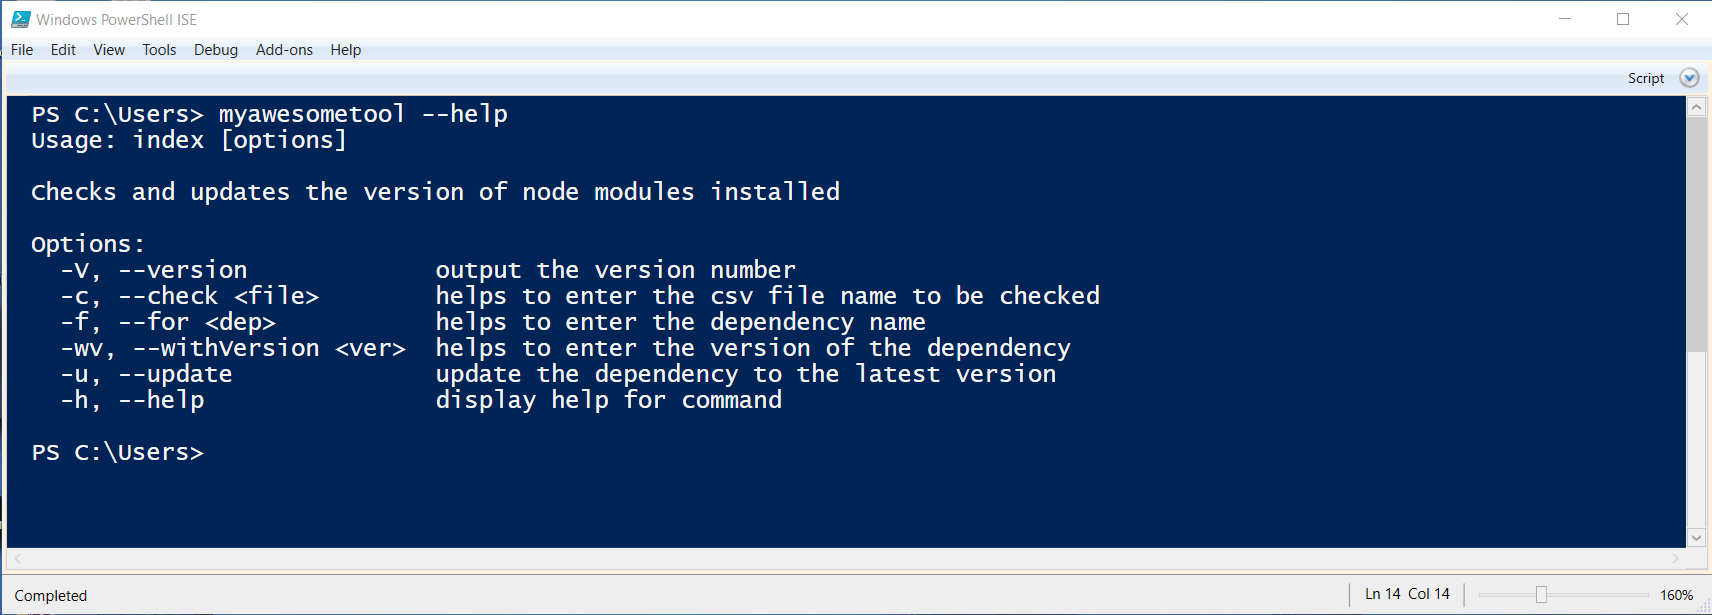 Windows PowerShell ISE
File Edit View Tools Debug Add-ons Help
Script
PS C:\Users> myawesometool --help
Usage: index [options]
Checks and updates the version of node modules installed
Options:
-V, --version output the version number
-c, --check <file> helps to enter the csv file name to be checked
-f, --for <dep> helps to enter the dependency name
-wv, --withVersion <ver> helps to enter the version of the dependency
-u, --update update the dependency to the latest version
-h, --help display help for command
PS C:\Users>
Completed Ln 14 Col 14 160%